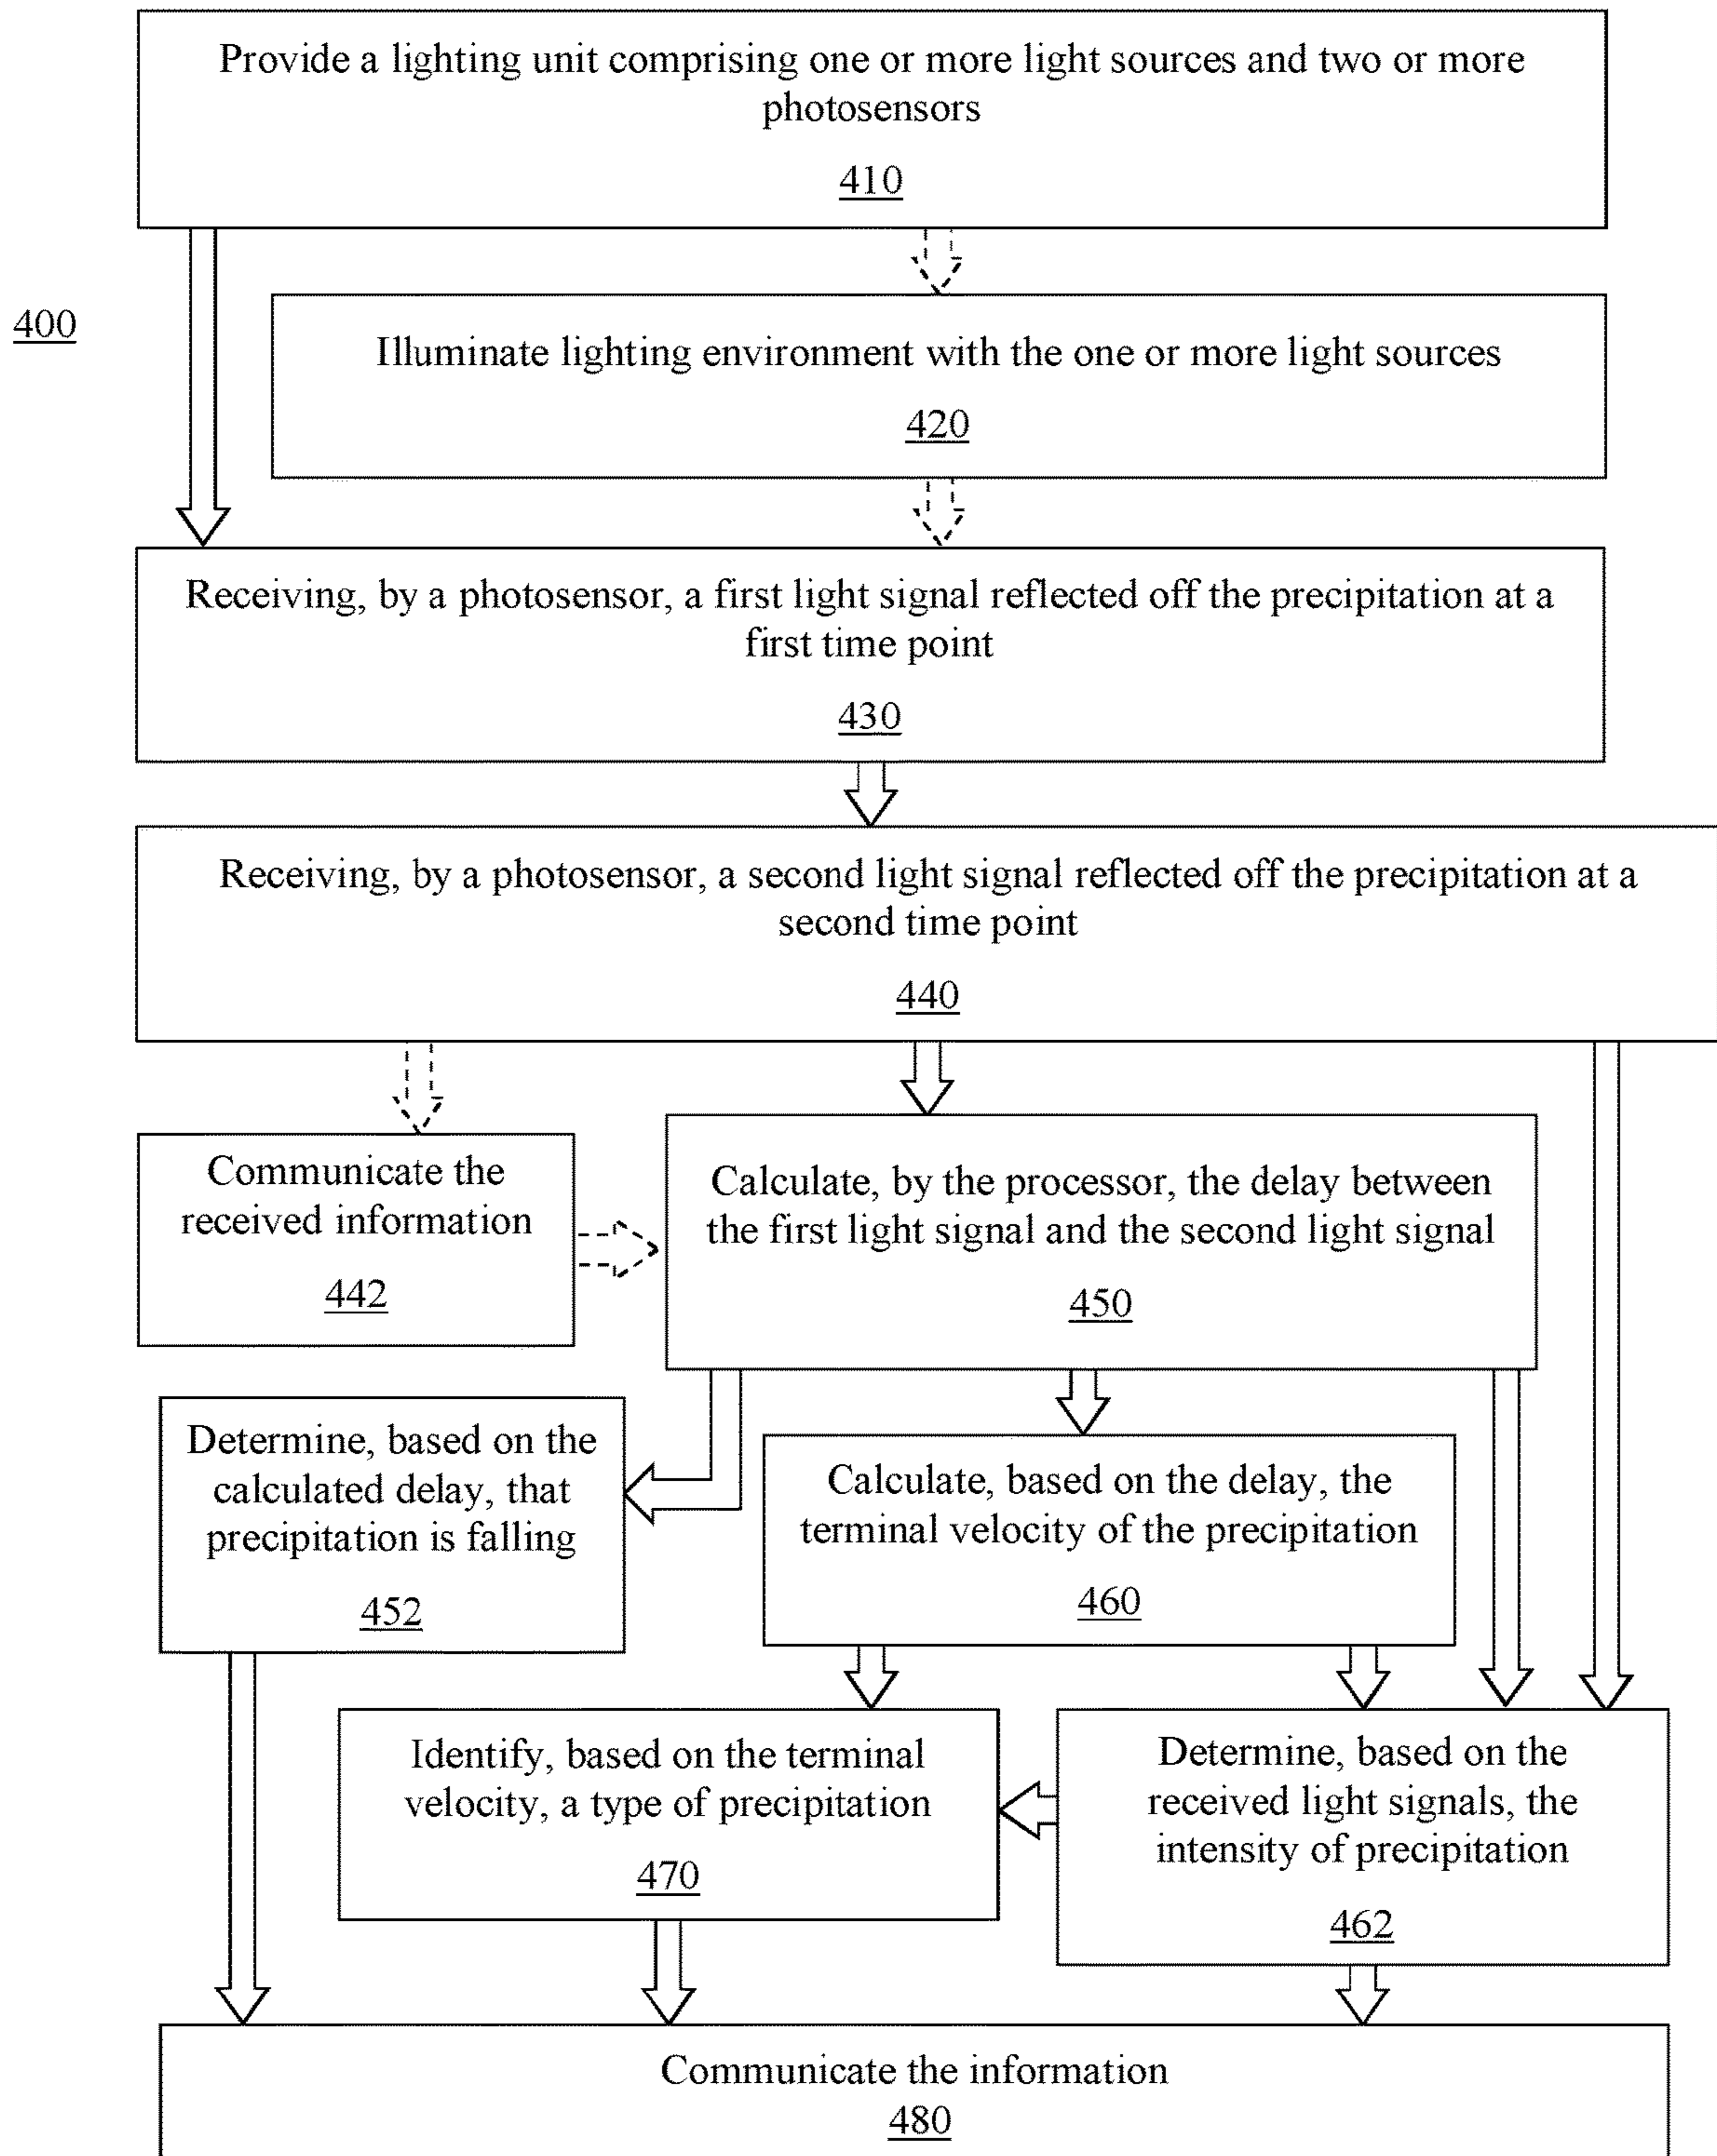 Provide a lighting unit comprising one or more light sources and two or more
photosensors
410
400
Illuminate lighting environment with the one or more light sources
420
Receiving, by a photosensor, a first light signal reflected off the precipitation at a
first time point
430
Receiving, by a photosensor, a second light signal reflected off the precipitation at a
second time point
440
Communicate the
received information
442
Calculate, by the processor, the delay between
the first light signal and the second light signal
450
Determine, based on the
calculated delay, that
precipitation is falling
452
Calculate, based on the delay, the
terminal velocity of the precipitation
460
Identify, based on the terminal
velocity, a type of precipitation
470
Determine, based on the
received light signals, the
intensity of precipitation
462
Communicate the information
480